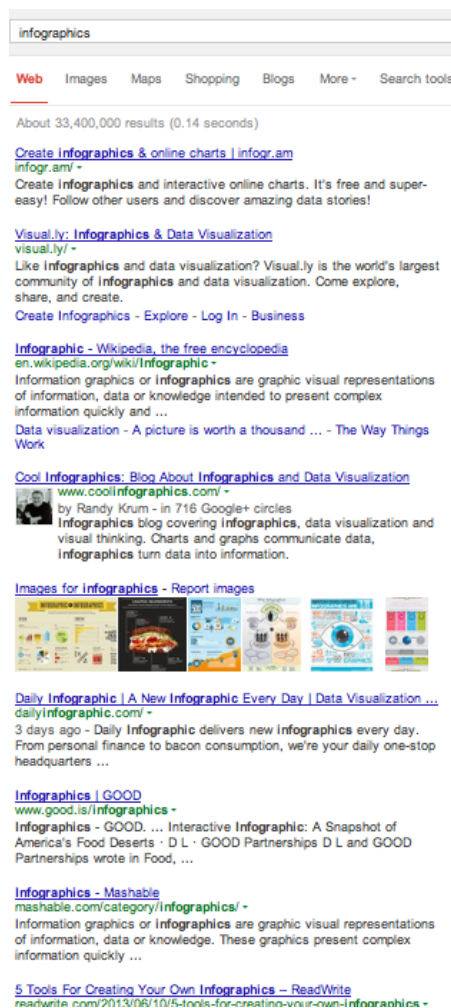 infographics
Web Images Maps Shopping Blogs More Search tools
About 33,400,000 results (0.14 seconds)
Create infographics & online charts | infogr.am
infogr.am/
Create infographics and interactive online charts. It's free and super-
easy! Follow other users and discover amazing data stories!
Visual.ly: Infographics & Data Visualization
visual.ly/
Like infographics and data visualization? Visual.ly is the world's largest
community of infographics and data visualization. Come explore,
share, and create.
Create Infographics - Explore - Log In - Business
Infographic - Wikipedia, the free encyclopedia
en.wikipedia.org/wiki/Infographic
Information graphics or infographics are graphic visual representations
of information, data or knowledge intended to present complex
information quickly and ...
Data visualization - A picture is worth a thousand ... - The Way Things
Work
Cool Infographics: Blog About Infographics and Data Visualization
www.coolinfographics.com/
by Randy Krum - in 716 Google+ circles
Infographics blog covering infographics, data visualization and
visual thinking. Charts and graphs communicate data,
infographics turn data into information.
Images for infographics - Report images
Daily Infographic | A New Infographic Every Day | Data Visualization ...
dailyinfographic.com/
3 days ago - Daily Infographic delivers new infographics every day.
From personal finance to bacon consumption, we're your daily one-stop
headquarters ...
Infographics | GOOD
www.good.is/infographics
Infographics - GOOD. ... Interactive Infographic: A Snapshot of
America's Food Deserts · D L · GOOD Partnerships D L and GOOD
Partnerships wrote in Food, ...
Infographics - Mashable
mashable.com/category/infographics/
Information graphics or infographics are graphic visual representations
of information, data or knowledge. These graphics present complex
information quickly ...
5 Tools For Creating Your Own Infographics – ReadWrite
readwrite.com/2013/06/10/5-tools-for-creating-your-own-infographics